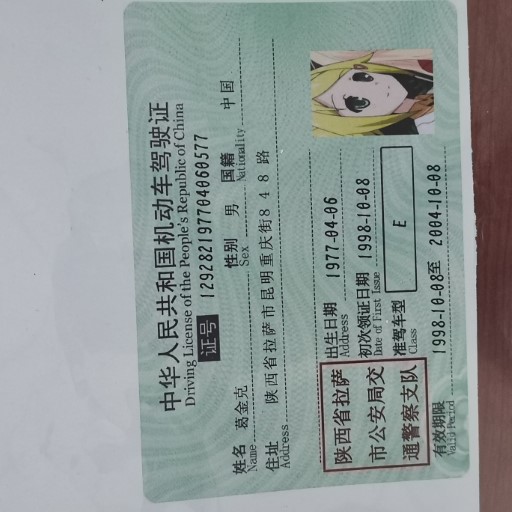 中华人民共和国机动车驾驶证
Driving License of the People's Republic of China
证号 129282197704060577
姓名 葛金克 性别 男 国籍 中国
Name Sex Nationality
住址 陕西省拉萨市昆明重庆街848路
Address
出生日期 1977-04-06
Address
初次领证日期 1998-10-08
Date of First Issue
准驾车型 E
Class
陕西省拉萨
市公安局交
通警察支队
有效期限 1998-10-08至 2004-10-08
Valid Period